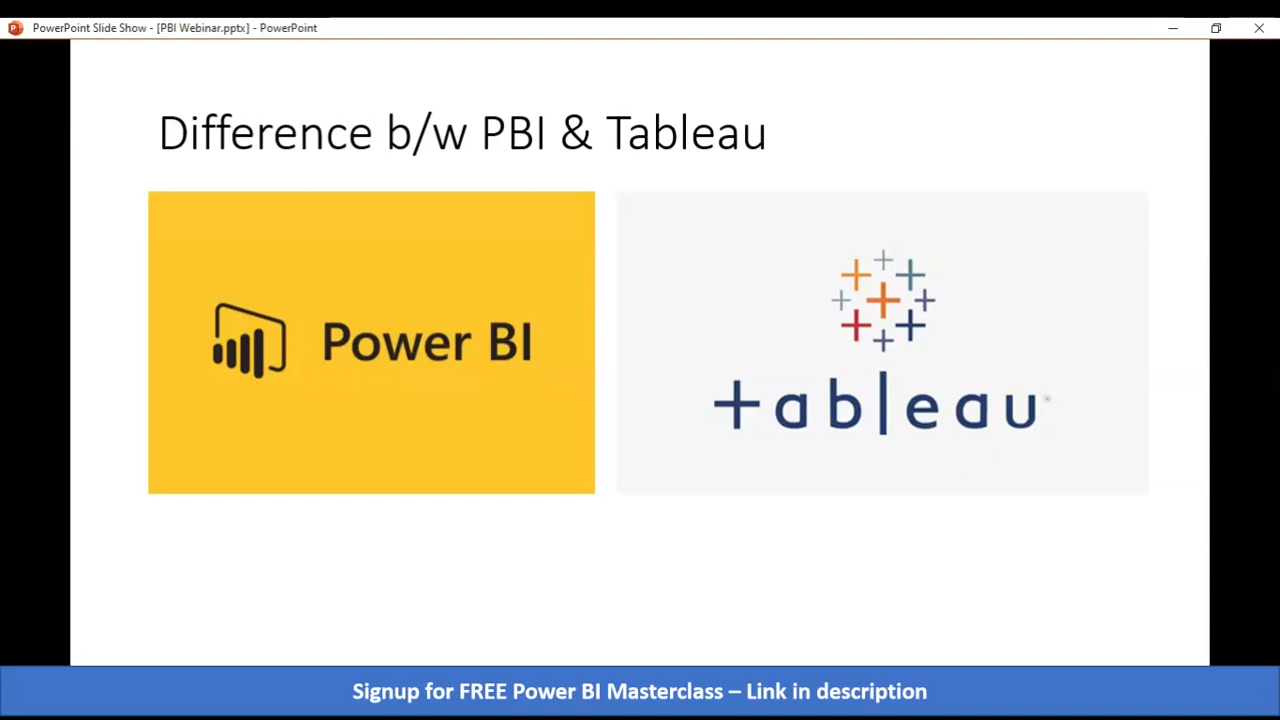 PowerPoint Slide Show - [PBI Webinar.pptx] - PowerPoint
Difference b/w PBI & Tableau
Power BI
+ableau
Signup for FREE Power BI Masterclass – Link in description